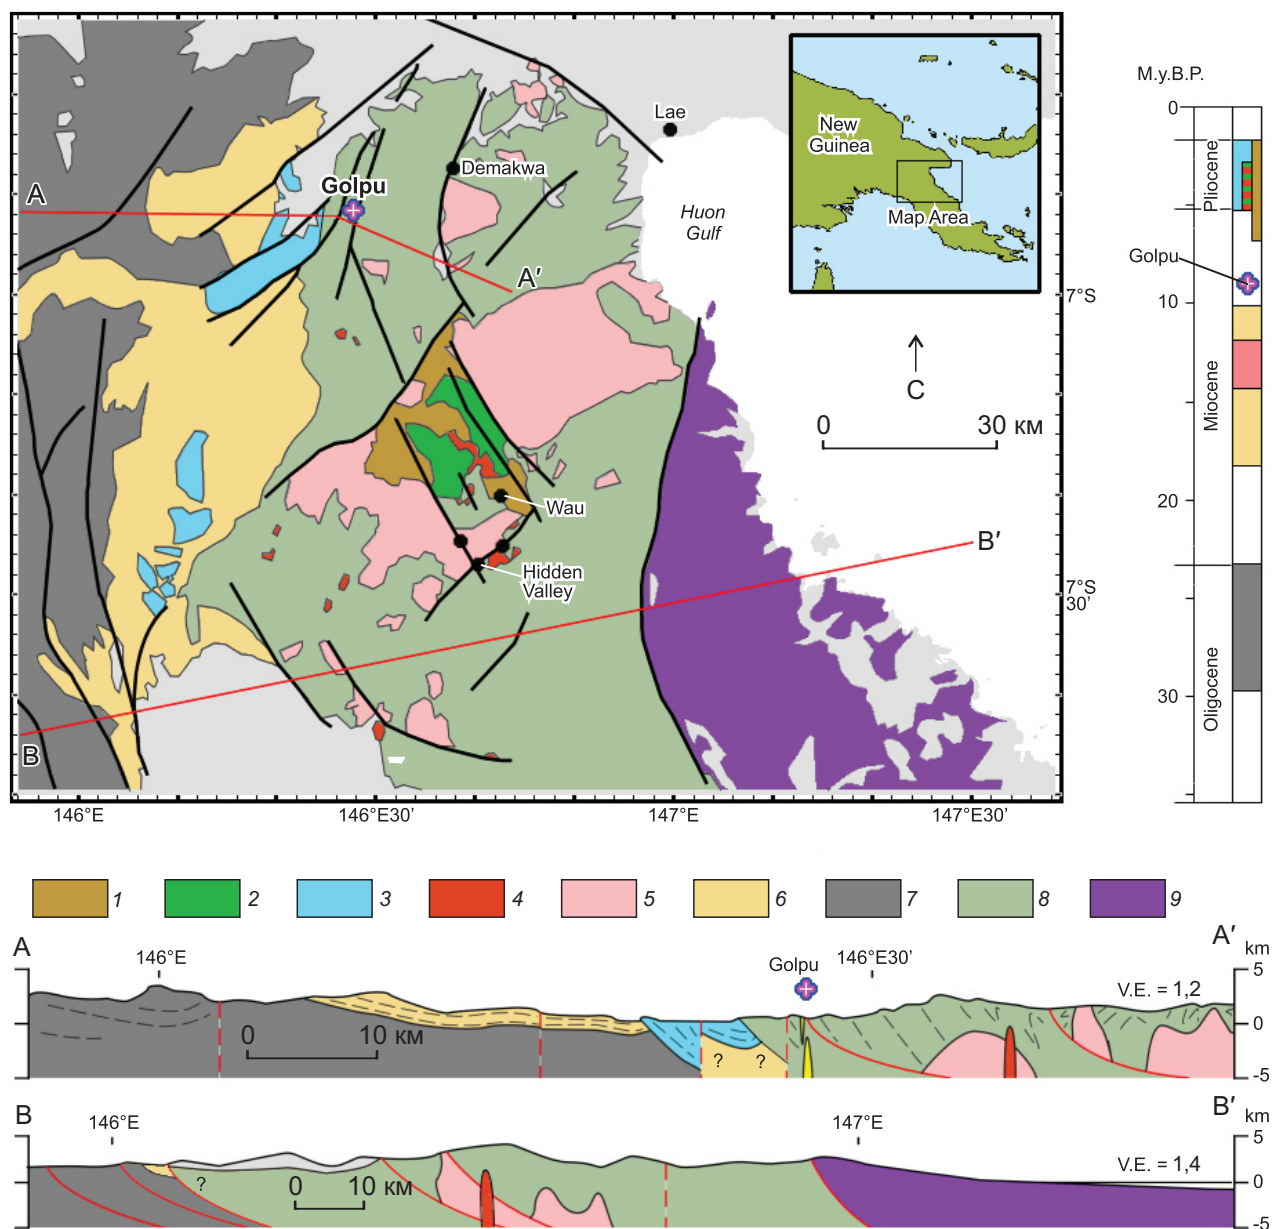 M.y.B.P.
0
Pliocene
Golpu
10
Miocene
20
Oligocene
30
A
Golpu
Demakwa
Lae
Huon
Gulf
New
Guinea
Map Area
A′
7°S
C
0
30 км
Wau
Hidden
Valley
B′
7°S
30′
B
146°E
146°E30′
147°E
147°E30′
1
2
3
4
5
6
7
8
9
A
146°E
Golpu
146°E30′
A′
km
5
V.E. = 1,2
0
-5
0
10 км
?
?
B
146°E
147°E
B′
km
5
V.E. = 1,4
0
-5
?
0
10 км